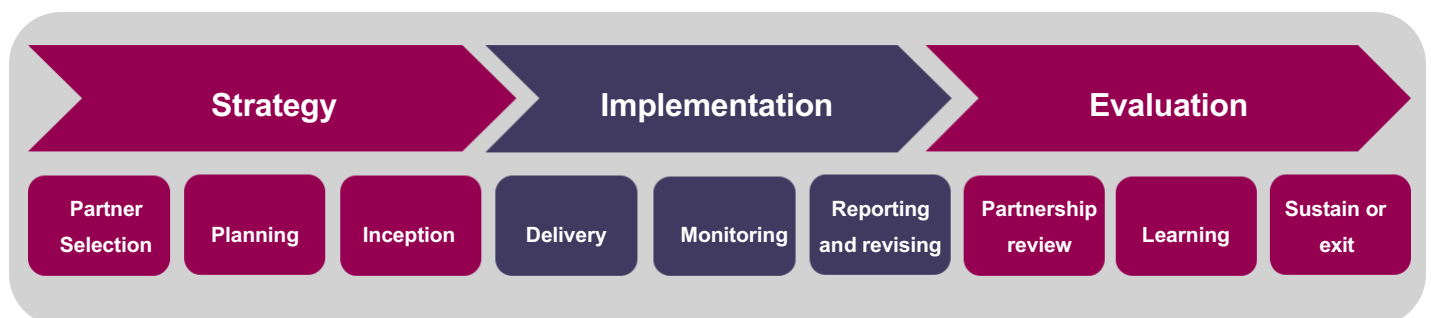 Strategy
Implementation
Evaluation
Partner
Selection
Planning
Inception
Delivery
Monitoring
Reporting
and revising
Partnership
review
Learning
Sustain or
exit